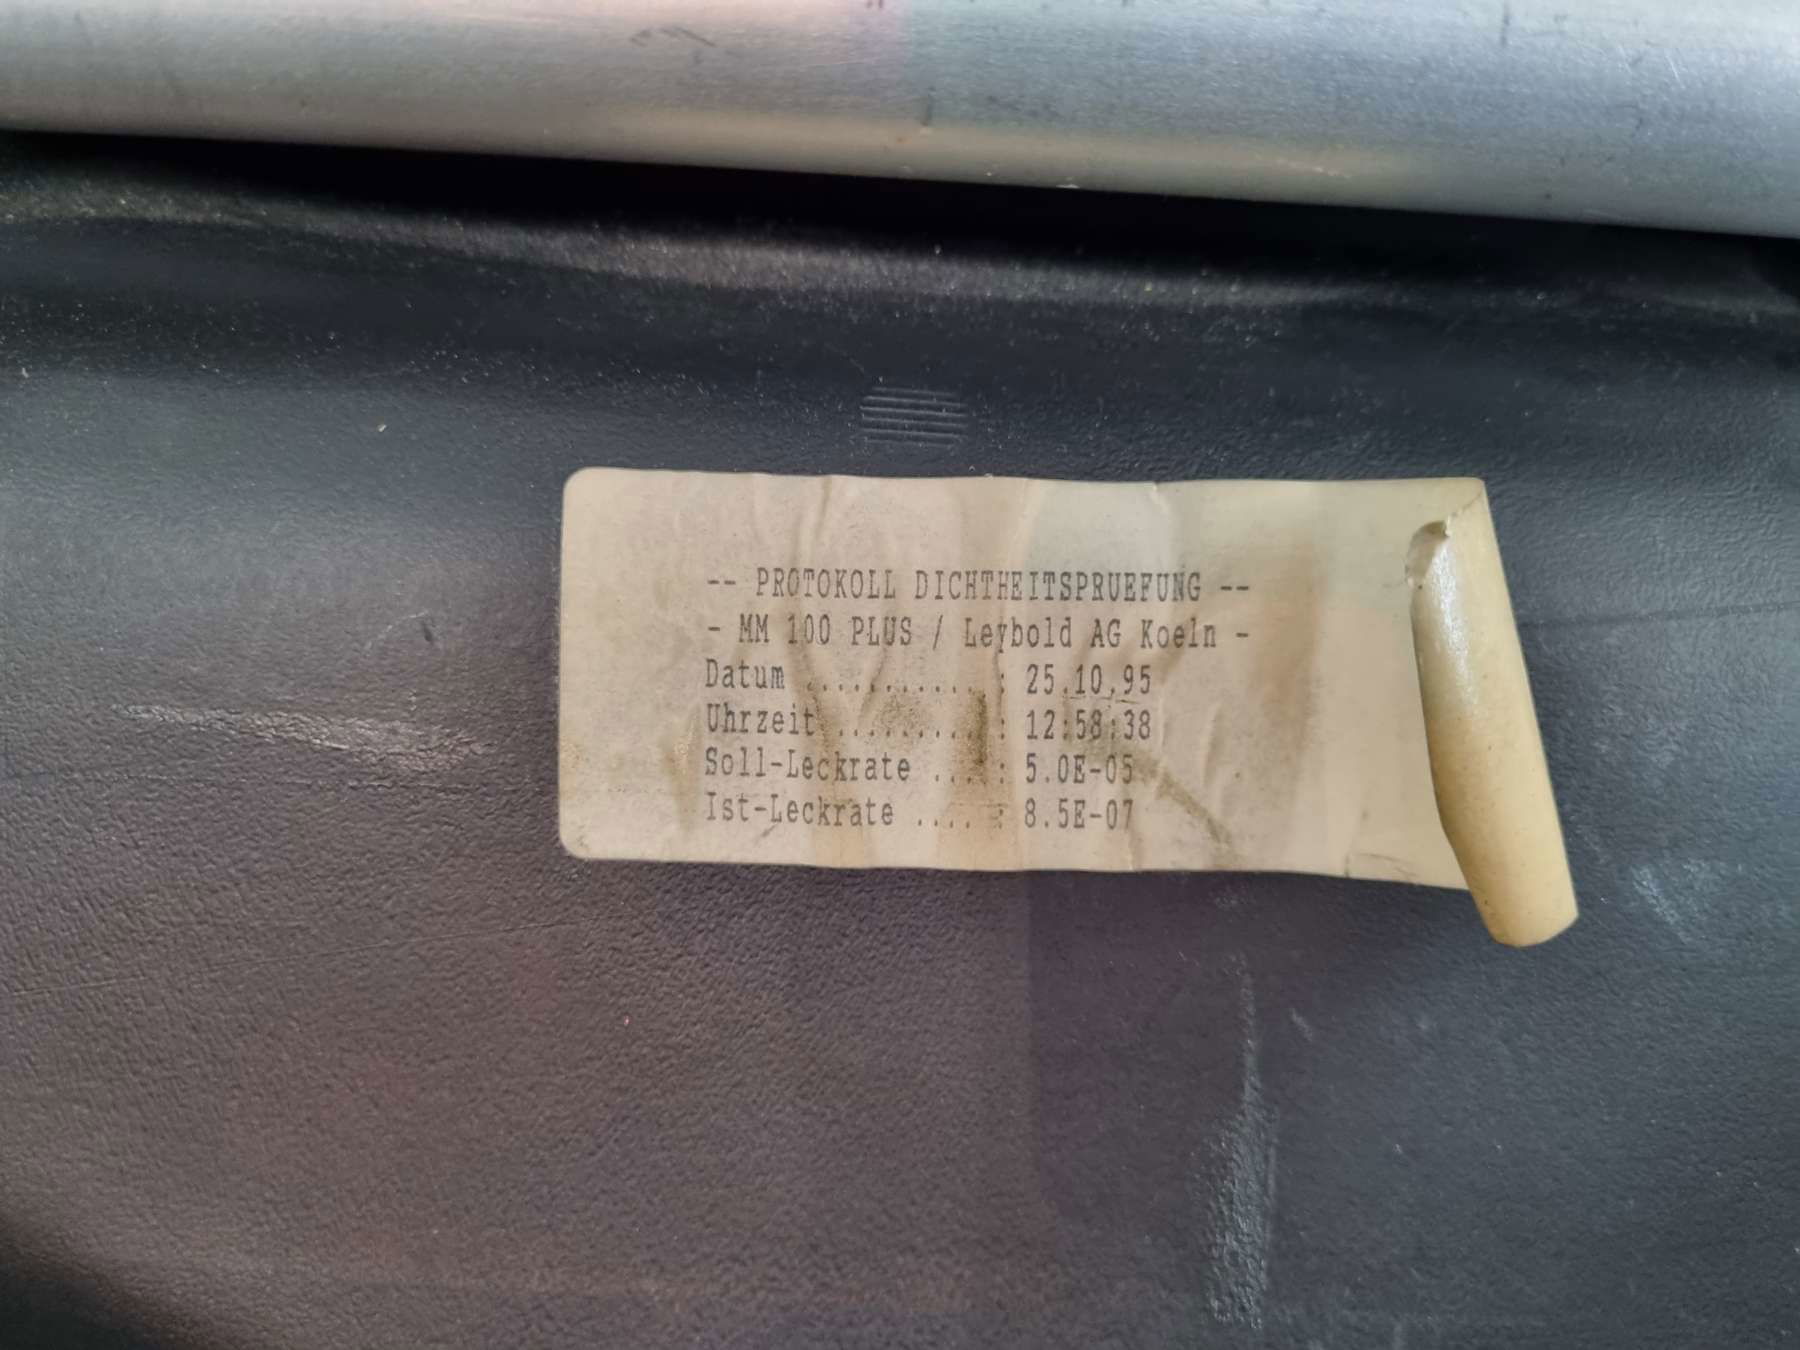 -- PROTOKOLL DICHTHEITSPRUEFUNG --
- MM 100 PLUS / Leybold AG Koeln -
Datum ............ : 25.10.95
Uhrzeit .......... : 12:58:38
Soll-Leckrate .... : 5.0E-05
Ist-Leckrate .... : 8.5E-07